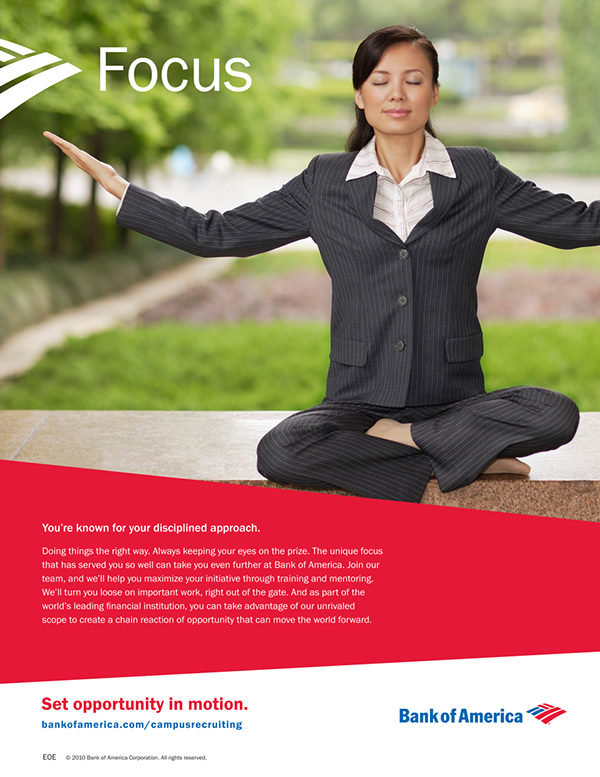 Focus
You're known for your disciplined approach.
Doing things the right way. Always keeping your eyes on the prize. The unique focus
that has served you so well can take you even further at Bank of America. Join our
team, and we'll help you maximize your initiative through training and mentoring.
We'll turn you loose on important work, right out of the gate. And as part of the
world's leading financial institution, you can take advantage of our unrivaled
scope to create a chain reaction of opportunity that can move the world forward.
Set opportunity in motion.
bankofamerica.com/campusrecruiting
Bank of America
EOE © 2010 Bank of America Corporation. All rights reserved.